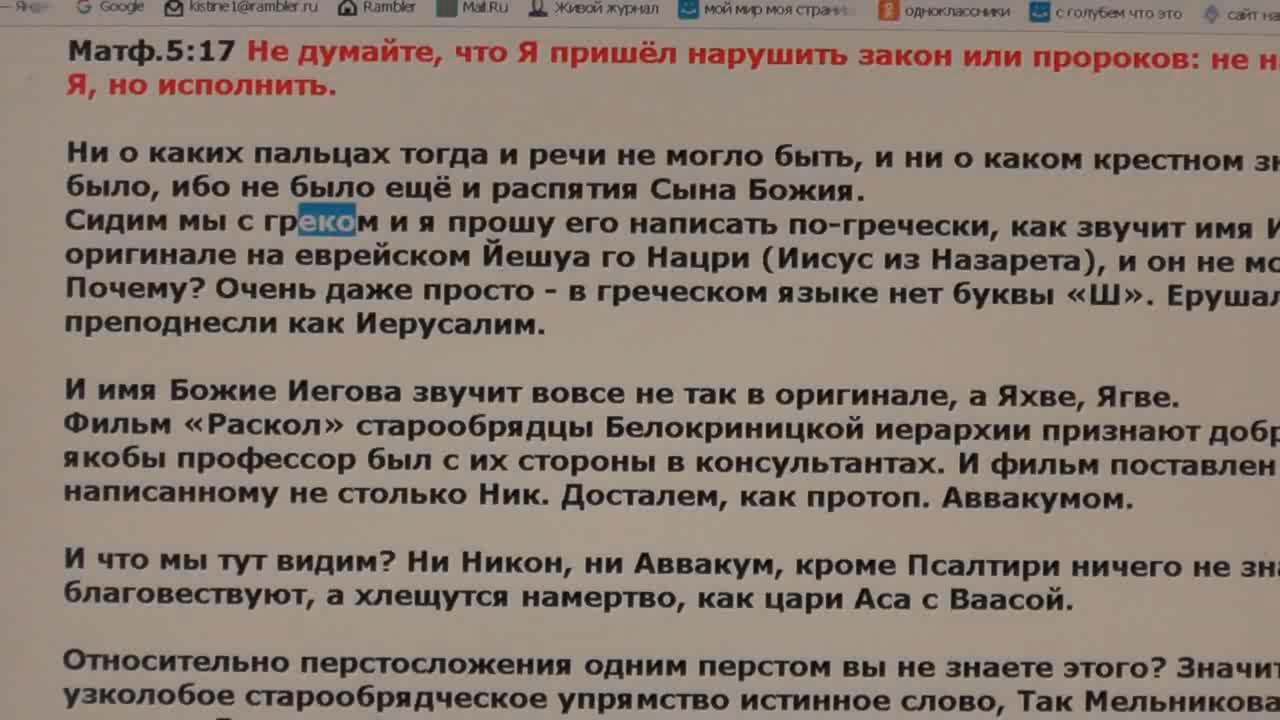 Янде Google kistine1@rambler.ru Rambler Mail.Ru Живой журнал мой мир моя страни одноклассники с голубем что это сайт на
Матф.5:17 Не думайте, что Я пришёл нарушить закон или пророков: не н
Я, но исполнить.
Ни о каких пальцах тогда и речи не могло быть, и ни о каком крестном зн
было, ибо не было ещё и распятия Сына Божия.
Сидим мы с греком и я прошу его написать по-гречески, как звучит имя И
оригинале на еврейском Йешуа го Нацри (Иисус из Назарета), и он не мо
Почему? Очень даже просто - в греческом языке нет буквы «Ш». Ерушал
преподнесли как Иерусалим.
И имя Божие Иегова звучит вовсе не так в оригинале, а Яхве, Ягве.
Фильм «Раскол» старообрядцы Белокриницкой иерархии признают добр
якобы профессор был с их стороны в консультантах. И фильм поставлен
написанному не столько Ник. Досталем, как протоп. Аввакумом.
И что мы тут видим? Ни Никон, ни Аввакум, кроме Псалтири ничего не зна
благовествуют, а хлещутся намертво, как цари Аса с Ваасой.
Относительно перстосложения одним перстом вы не знаете этого? Значит
узколобое старообрядческое упрямство истинное слово, Так Мельникова